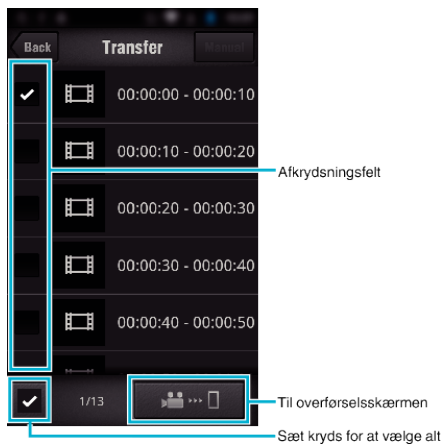 Back Transfer Manual
00:00:00 - 00:00:10
00:00:10 - 00:00:20
Afkrydsningsfelt
00:00:20 - 00:00:30
00:00:30 - 00:00:40
00:00:40 - 00:00:50
1/13
Til overførselsskærmen
Sæt kryds for at vælge alt